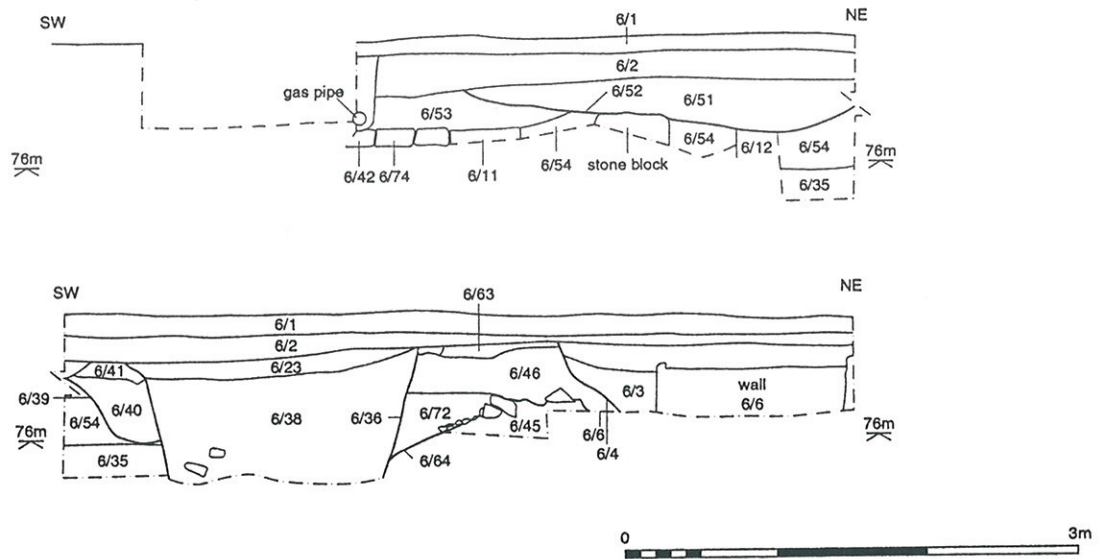 SW
NE
6/1
6/2
gas pipe
6/52
6/51
6/53
6/54
6/12
6/54
76m
76m
6/42 6/74
6/11
6/54
stone block
6/35
SW
NE
6/63
6/1
6/2
6/41
6/23
6/46
6/39
6/40
6/3
wall
6/6
6/54
6/38
6/36
6/72
76m
6/45
6/6
76m
6/4
6/35
6/64
0
3m